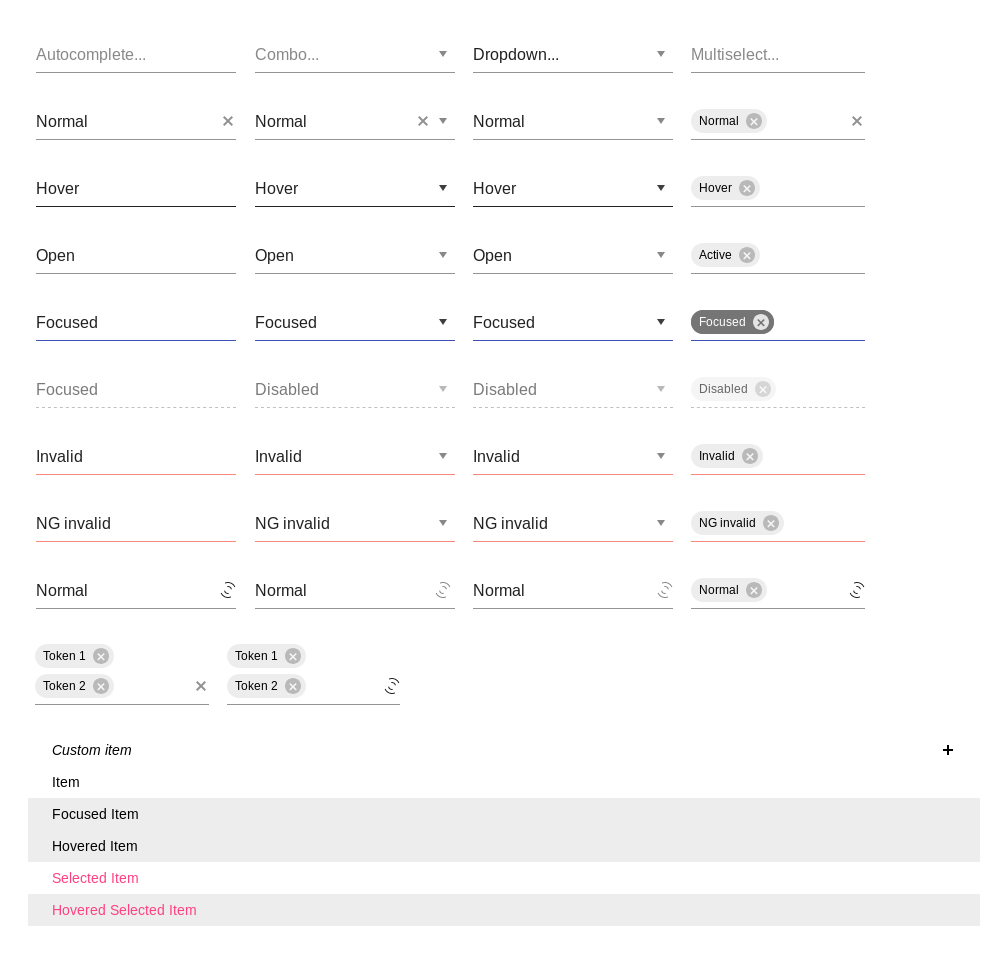 Autocomplete... Combo... Dropdown... Multiselect...
Normal Normal Normal Normal
Hover Hover Hover Hover
Open Open Open Active
Focused Focused Focused Focused
Focused Disabled Disabled Disabled
Invalid Invalid Invalid Invalid
NG invalid NG invalid NG invalid NG invalid
Normal Normal Normal Normal
Token 1 Token 1
Token 2 Token 2
Custom item
Item
Focused Item
Hovered Item
Selected Item
Hovered Selected Item